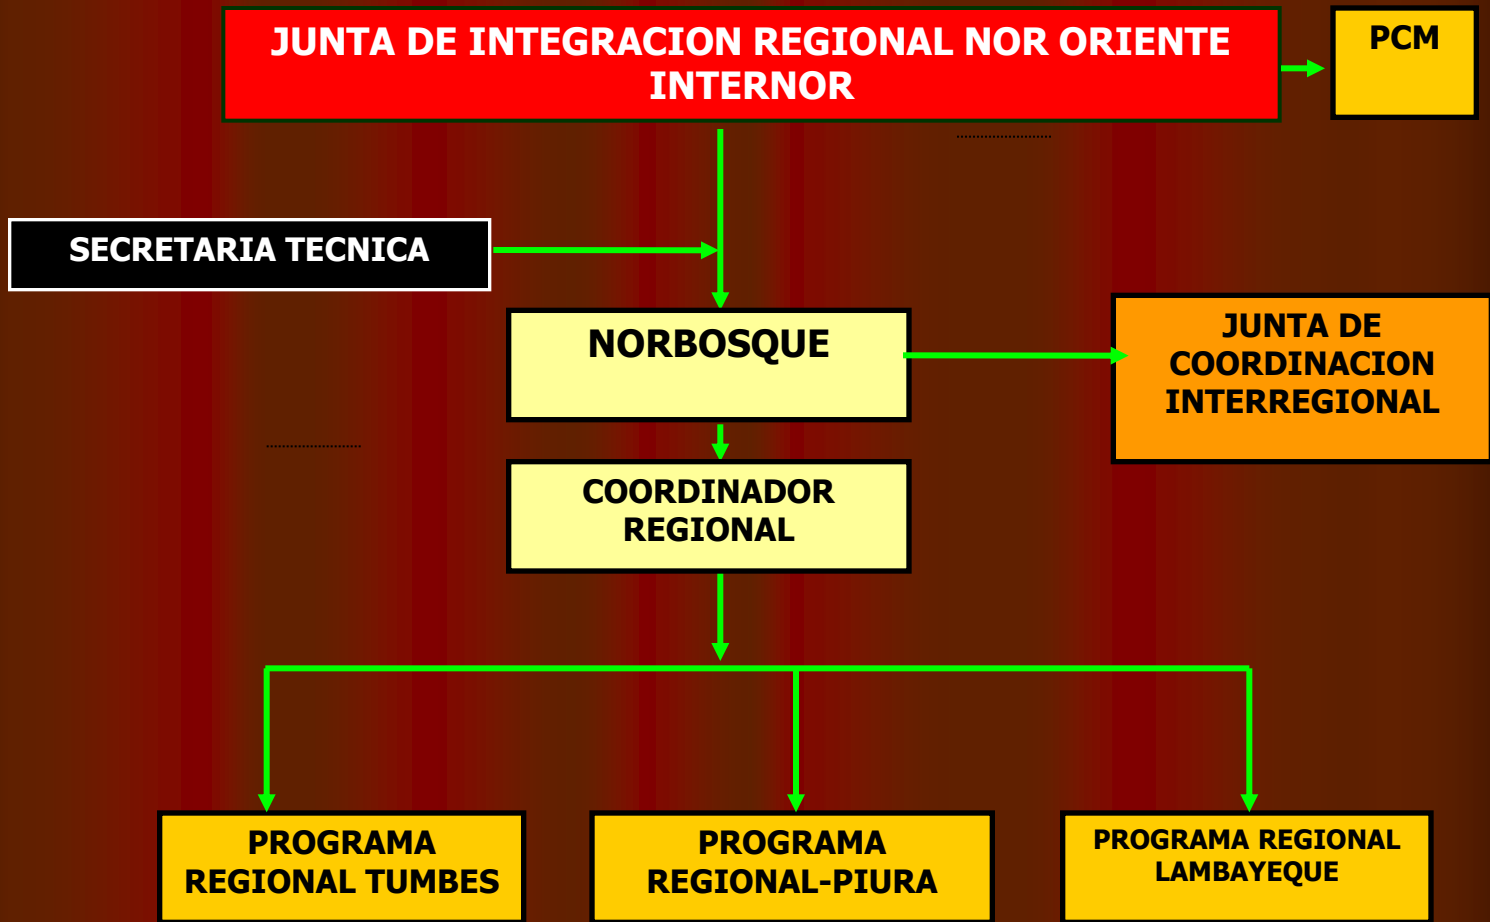 JUNTA DE INTEGRACION REGIONAL NOR ORIENTE
INTERNOR
PCM
SECRETARIA TECNICA
NORBOSQUE
JUNTA DE
COORDINACION
INTERREGIONAL
COORDINADOR
REGIONAL
PROGRAMA
REGIONAL TUMBES
PROGRAMA
REGIONAL-PIURA
PROGRAMA REGIONAL
LAMBAYEQUE